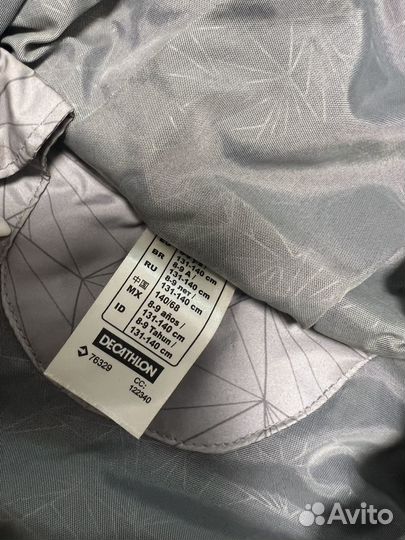 131-140 cm
BR 8-9 A /
131-140 cm
RU 8-9 лет /
131-140 cm
中国 140/68
MX 8-9 años /
131-140 cm
ID 8-9 Tahun /
131-140 cm
DECATHLON
76329
CC:
122340
Avito